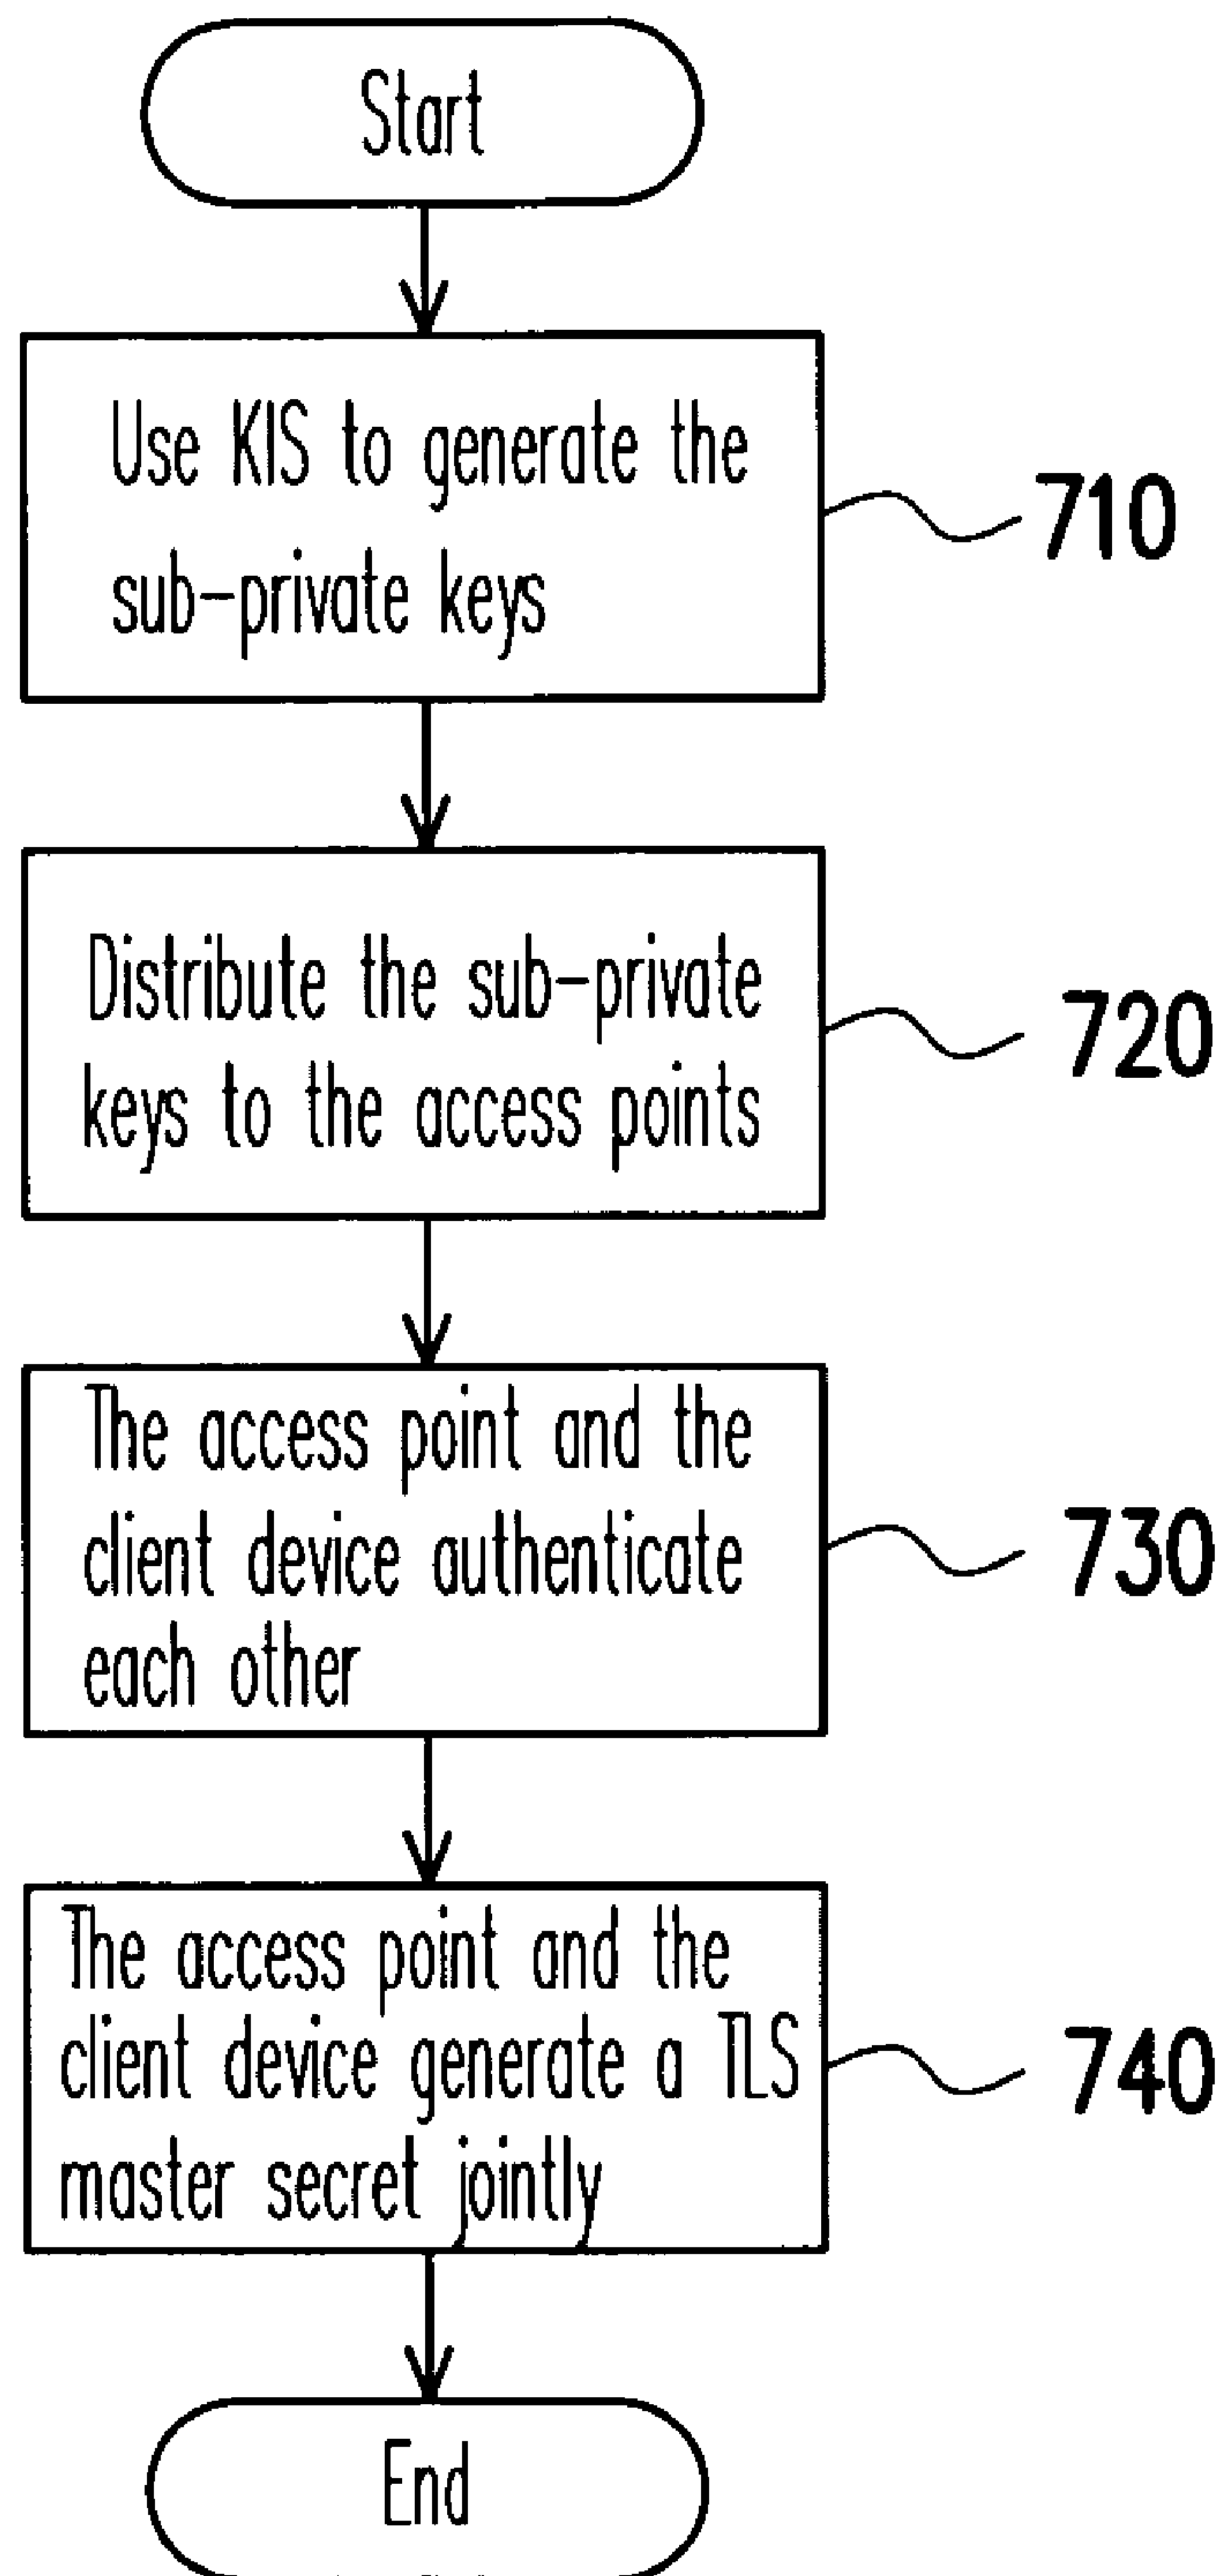 Start
Use KIS to generate the
sub-private keys
710
Distribute the sub-private
keys to the access points
720
The access point and the
client device authenticate
each other
730
The access point and the
client device generate a TLS
master secret jointly
740
End